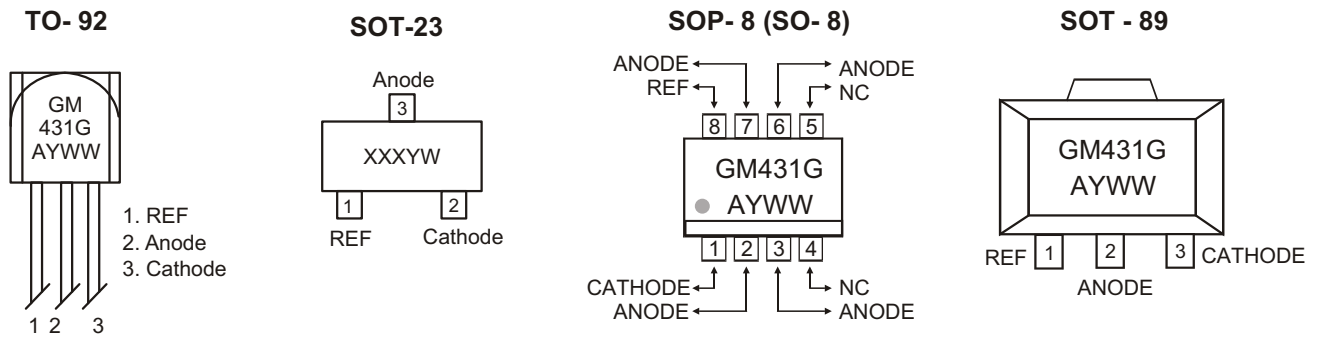 TO- 92
GM
431G
AYWW
1. REF
2. Anode
3. Cathode
1 2 3
SOT-23
Anode
3
XXXYW
1 2
REF Cathode
SOP- 8 (SO- 8)
ANODE ANODE
REF NC
8 7 6 5
GM431G
AYWW
1 2 3 4
CATHODE NC
ANODE ANODE
SOT - 89
GM431G
AYWW
REF 1 2 3 CATHODE
ANODE